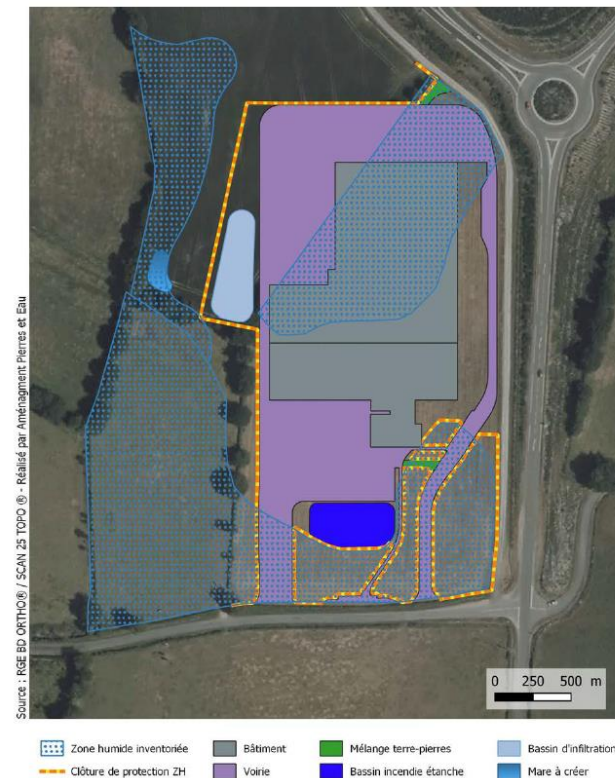 Source : RGE BD ORTHO® / SCAN 25 TOPO ® - Réalisé par Aménagment Pierres et Eau
0 250 500 m
Zone humide inventoriée
Bâtiment
Mélange terre-pierres
Bassin d'infiltration
Clôture de protection ZH
Voirie
Bassin incendie étanche
Mare à créer